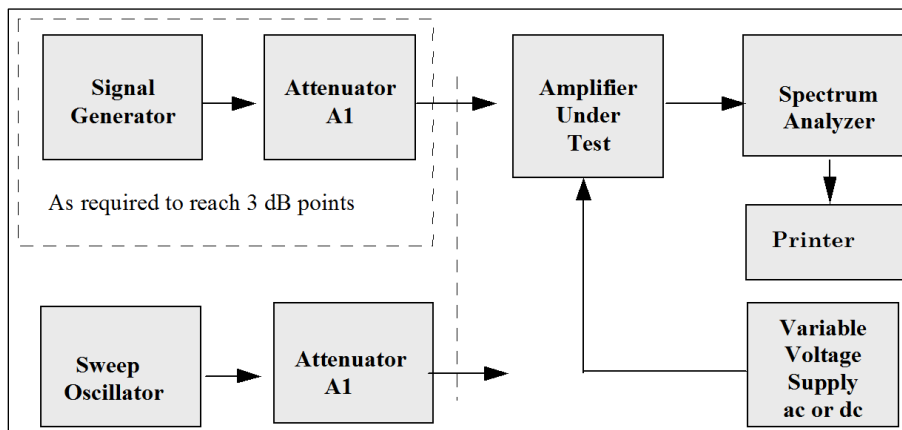 Signal
Generator
Attenuator
A1
Amplifier
Under
Test
Spectrum
Analyzer
As required to reach 3 dB points
Printer
Sweep
Oscillator
Attenuator
A1
Variable
Voltage
Supply
ac or dc